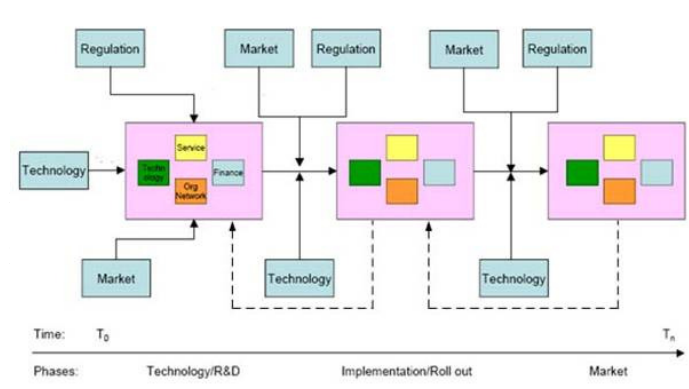 Regulation
Market
Regulation
Market
Regulation
Technology
Service
Techn
ology
Finance
Org
Network
Market
Technology
Technology
Time: T0 Tn
Phases: Technology/R&D Implementation/Roll out Market